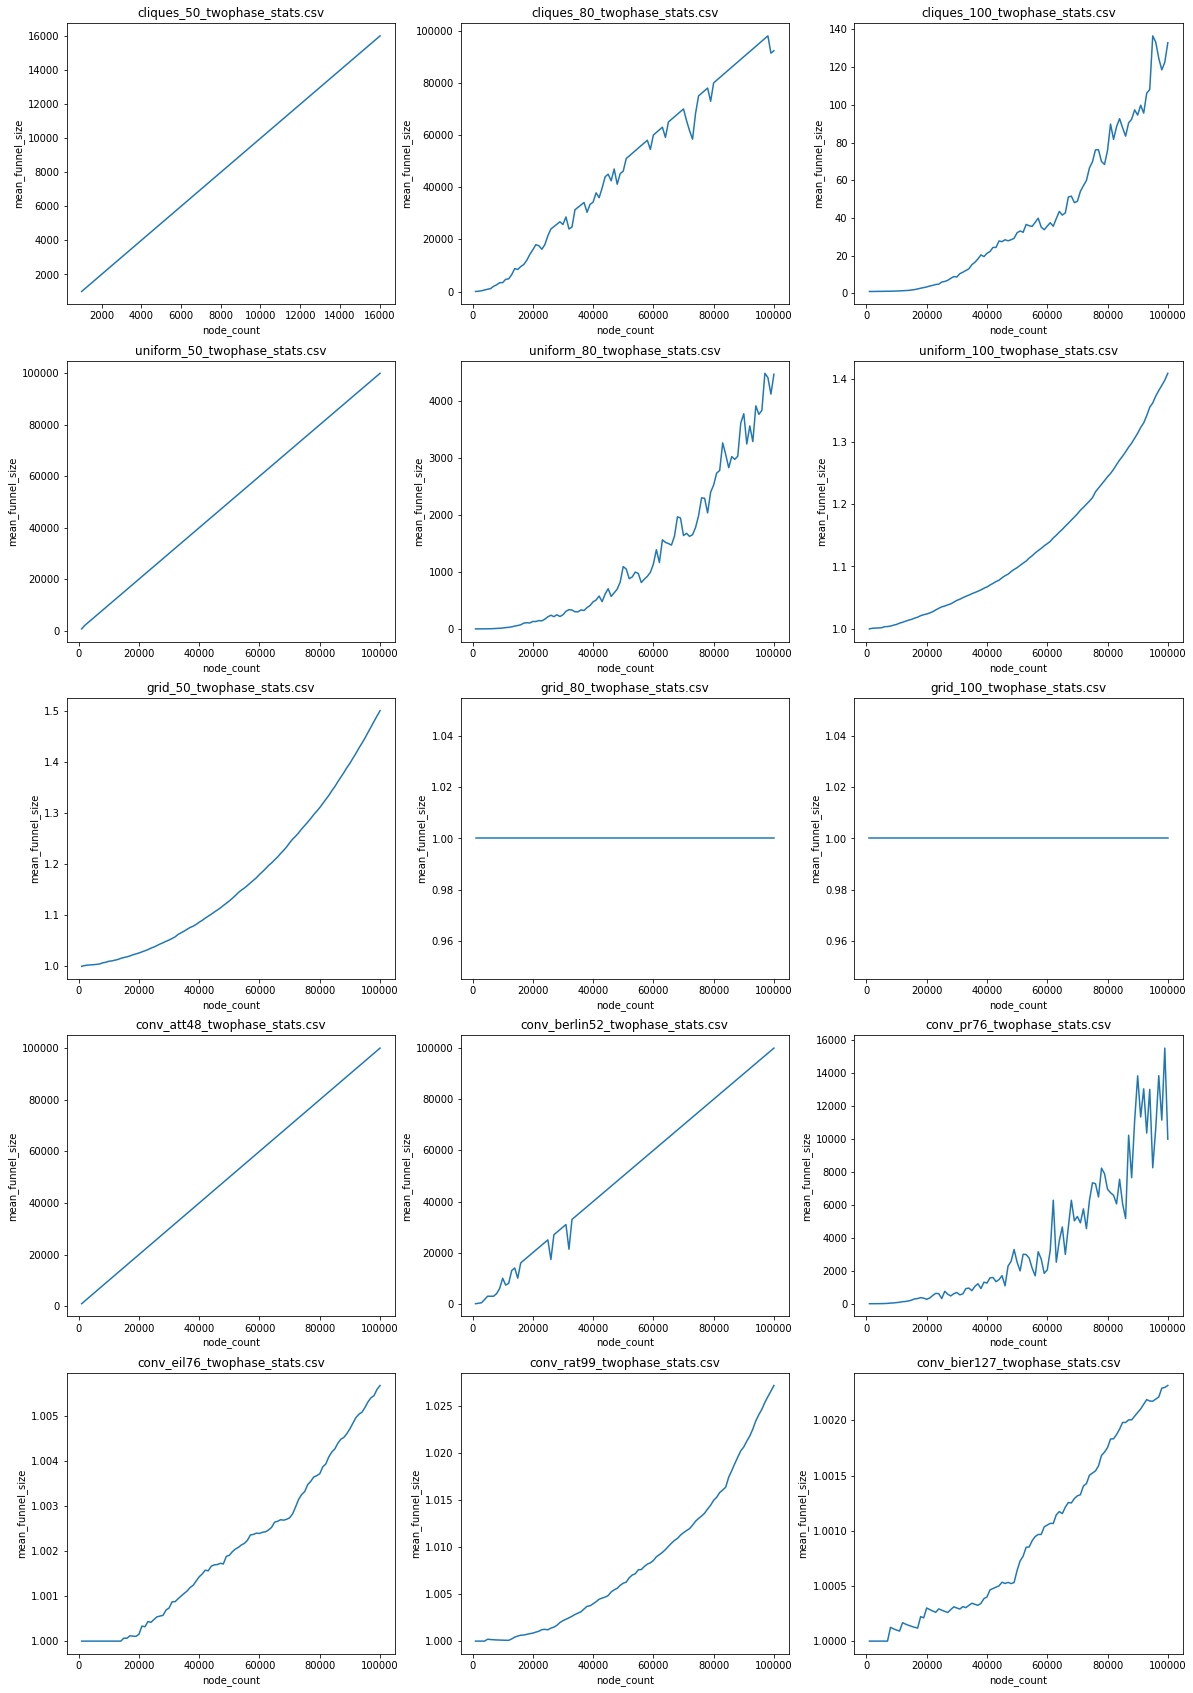 cliques_50_twophase_stats.csv
mean_funnel_size
16000
14000
12000
10000
8000
6000
4000
2000
2000 4000 6000 8000 10000 12000 14000 16000
node_count
cliques_80_twophase_stats.csv
mean_funnel_size
100000
80000
60000
40000
20000
0
0 20000 40000 60000 80000 100000
node_count
cliques_100_twophase_stats.csv
mean_funnel_size
140
120
100
80
60
40
20
0
0 20000 40000 60000 80000 100000
node_count
uniform_50_twophase_stats.csv
mean_funnel_size
100000
80000
60000
40000
20000
0
0 20000 40000 60000 80000 100000
node_count
uniform_80_twophase_stats.csv
mean_funnel_size
4000
3000
2000
1000
0
0 20000 40000 60000 80000 100000
node_count
uniform_100_twophase_stats.csv
mean_funnel_size
1.4
1.3
1.2
1.1
1.0
0 20000 40000 60000 80000 100000
node_count
grid_50_twophase_stats.csv
mean_funnel_size
1.5
1.4
1.3
1.2
1.1
1.0
0 20000 40000 60000 80000 100000
node_count
grid_80_twophase_stats.csv
mean_funnel_size
1.04
1.02
1.00
0.98
0.96
0 20000 40000 60000 80000 100000
node_count
grid_100_twophase_stats.csv
mean_funnel_size
1.04
1.02
1.00
0.98
0.96
0 20000 40000 60000 80000 100000
node_count
conv_att48_twophase_stats.csv
mean_funnel_size
100000
80000
60000
40000
20000
0
0 20000 40000 60000 80000 100000
node_count
conv_berlin52_twophase_stats.csv
mean_funnel_size
100000
80000
60000
40000
20000
0
0 20000 40000 60000 80000 100000
node_count
conv_pr76_twophase_stats.csv
mean_funnel_size
16000
14000
12000
10000
8000
6000
4000
2000
0
0 20000 40000 60000 80000 100000
node_count
conv_eil76_twophase_stats.csv
mean_funnel_size
1.005
1.004
1.003
1.002
1.001
1.000
0 20000 40000 60000 80000 100000
node_count
conv_rat99_twophase_stats.csv
mean_funnel_size
1.025
1.020
1.015
1.010
1.005
1.000
0 20000 40000 60000 80000 100000
node_count
conv_bier127_twophase_stats.csv
mean_funnel_size
1.0020
1.0015
1.0010
1.0005
1.0000
0 20000 40000 60000 80000 100000
node_count